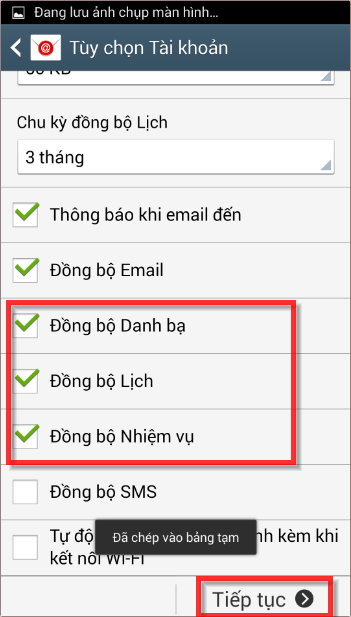 Đang lưu ảnh chụp màn hình...
Tùy chọn Tài khoản
Chu kỳ đồng bộ Lịch
3 tháng
Thông báo khi email đến
Đồng bộ Email
Đồng bộ Danh bạ
Đồng bộ Lịch
Đồng bộ Nhiệm vụ
Đồng bộ SMS
Tự độ nh kèm khi
Đã chép vào bảng tạm
kết nối Wi-Fi
Tiếp tục